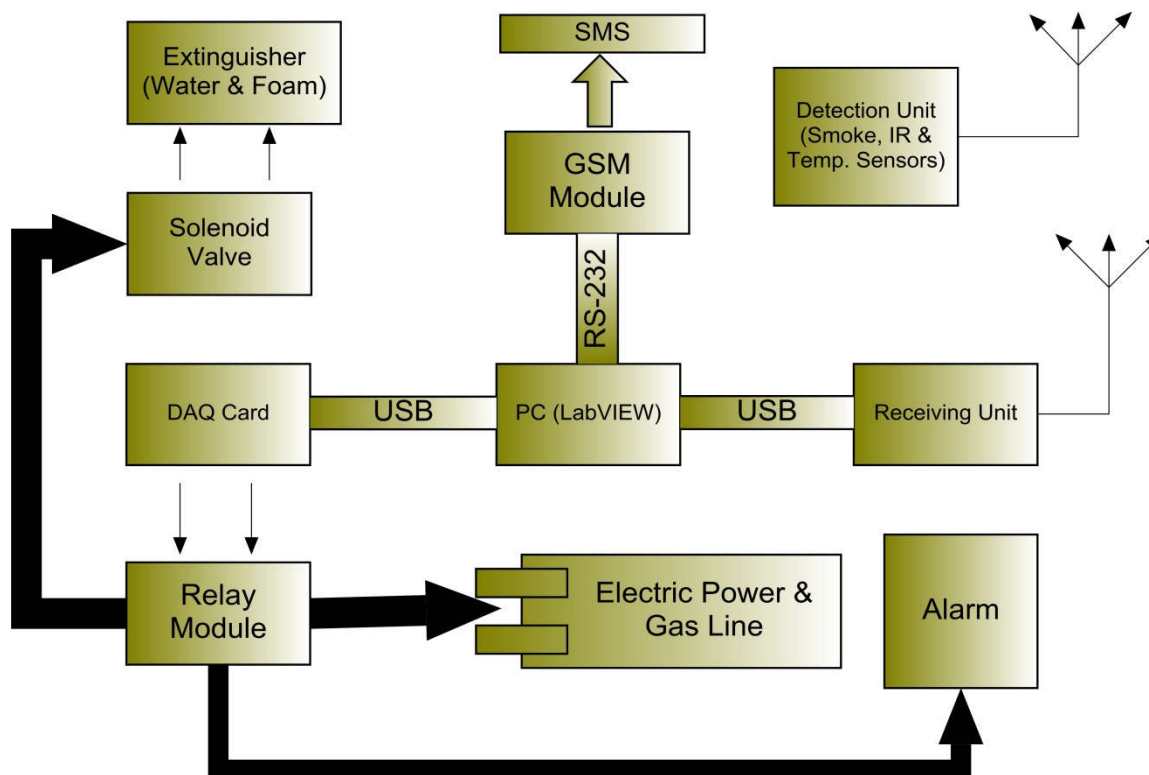 Extinguisher
(Water & Foam)
SMS
Detection Unit
(Smoke, IR &
Temp. Sensors)
GSM
Module
Solenoid
Valve
RS-232
DAQ Card
USB
PC (LabVIEW)
USB
Receiving Unit
Relay
Module
Electric Power &
Gas Line
Alarm